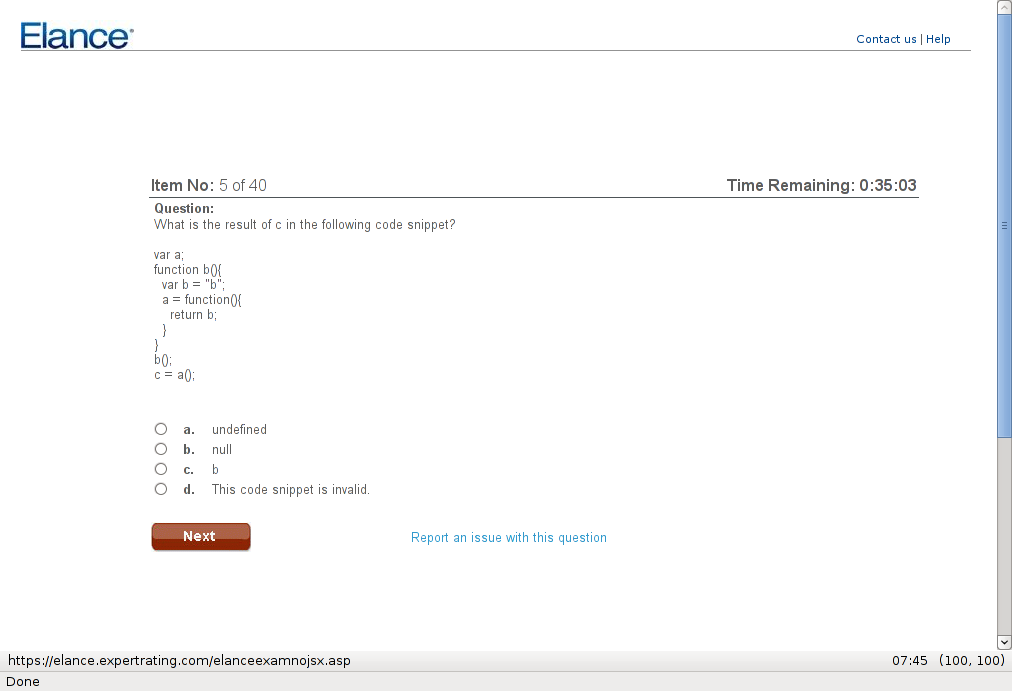 Elance
Contact us | Help
Item No: 5 of 40
Time Remaining: 0:35:03
Question:
What is the result of c in the following code snippet?
var a;
function b(){
var b = "b";
a = function(){
return b;
}
}
b();
c = a();
a. undefined
b. null
c. b
d. This code snippet is invalid.
Next
Report an issue with this question
https://elance.expertrating.com/elanceexamnojsx.asp
07:45 (100, 100)
Done